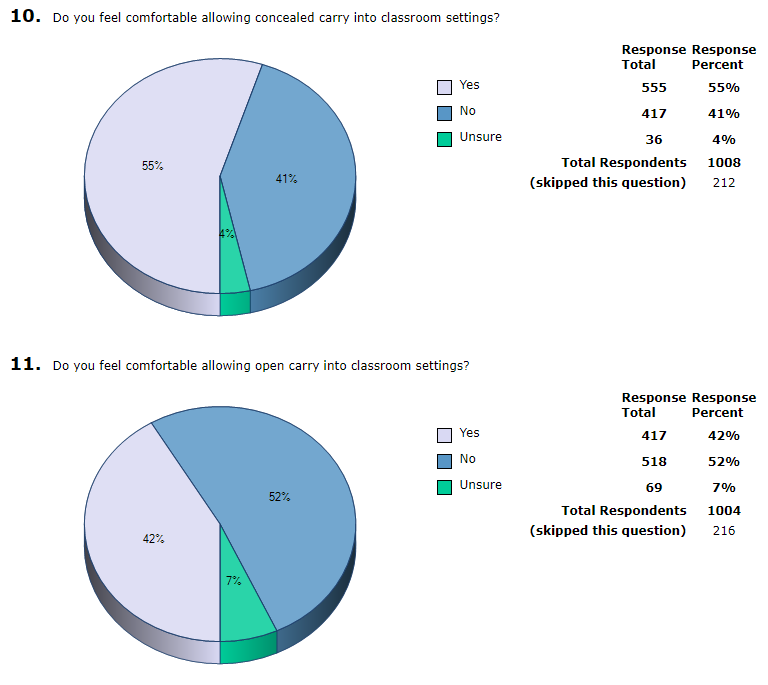 10. Do you feel comfortable allowing concealed carry into classroom settings?
Response Response
Total Percent
Yes 555 55%
No 417 41%
Unsure 36 4%
Total Respondents 1008
(skipped this question) 212
55%
41%
4%
11. Do you feel comfortable allowing open carry into classroom settings?
Response Response
Total Percent
Yes 417 42%
No 518 52%
Unsure 69 7%
Total Respondents 1004
(skipped this question) 216
52%
42%
7%